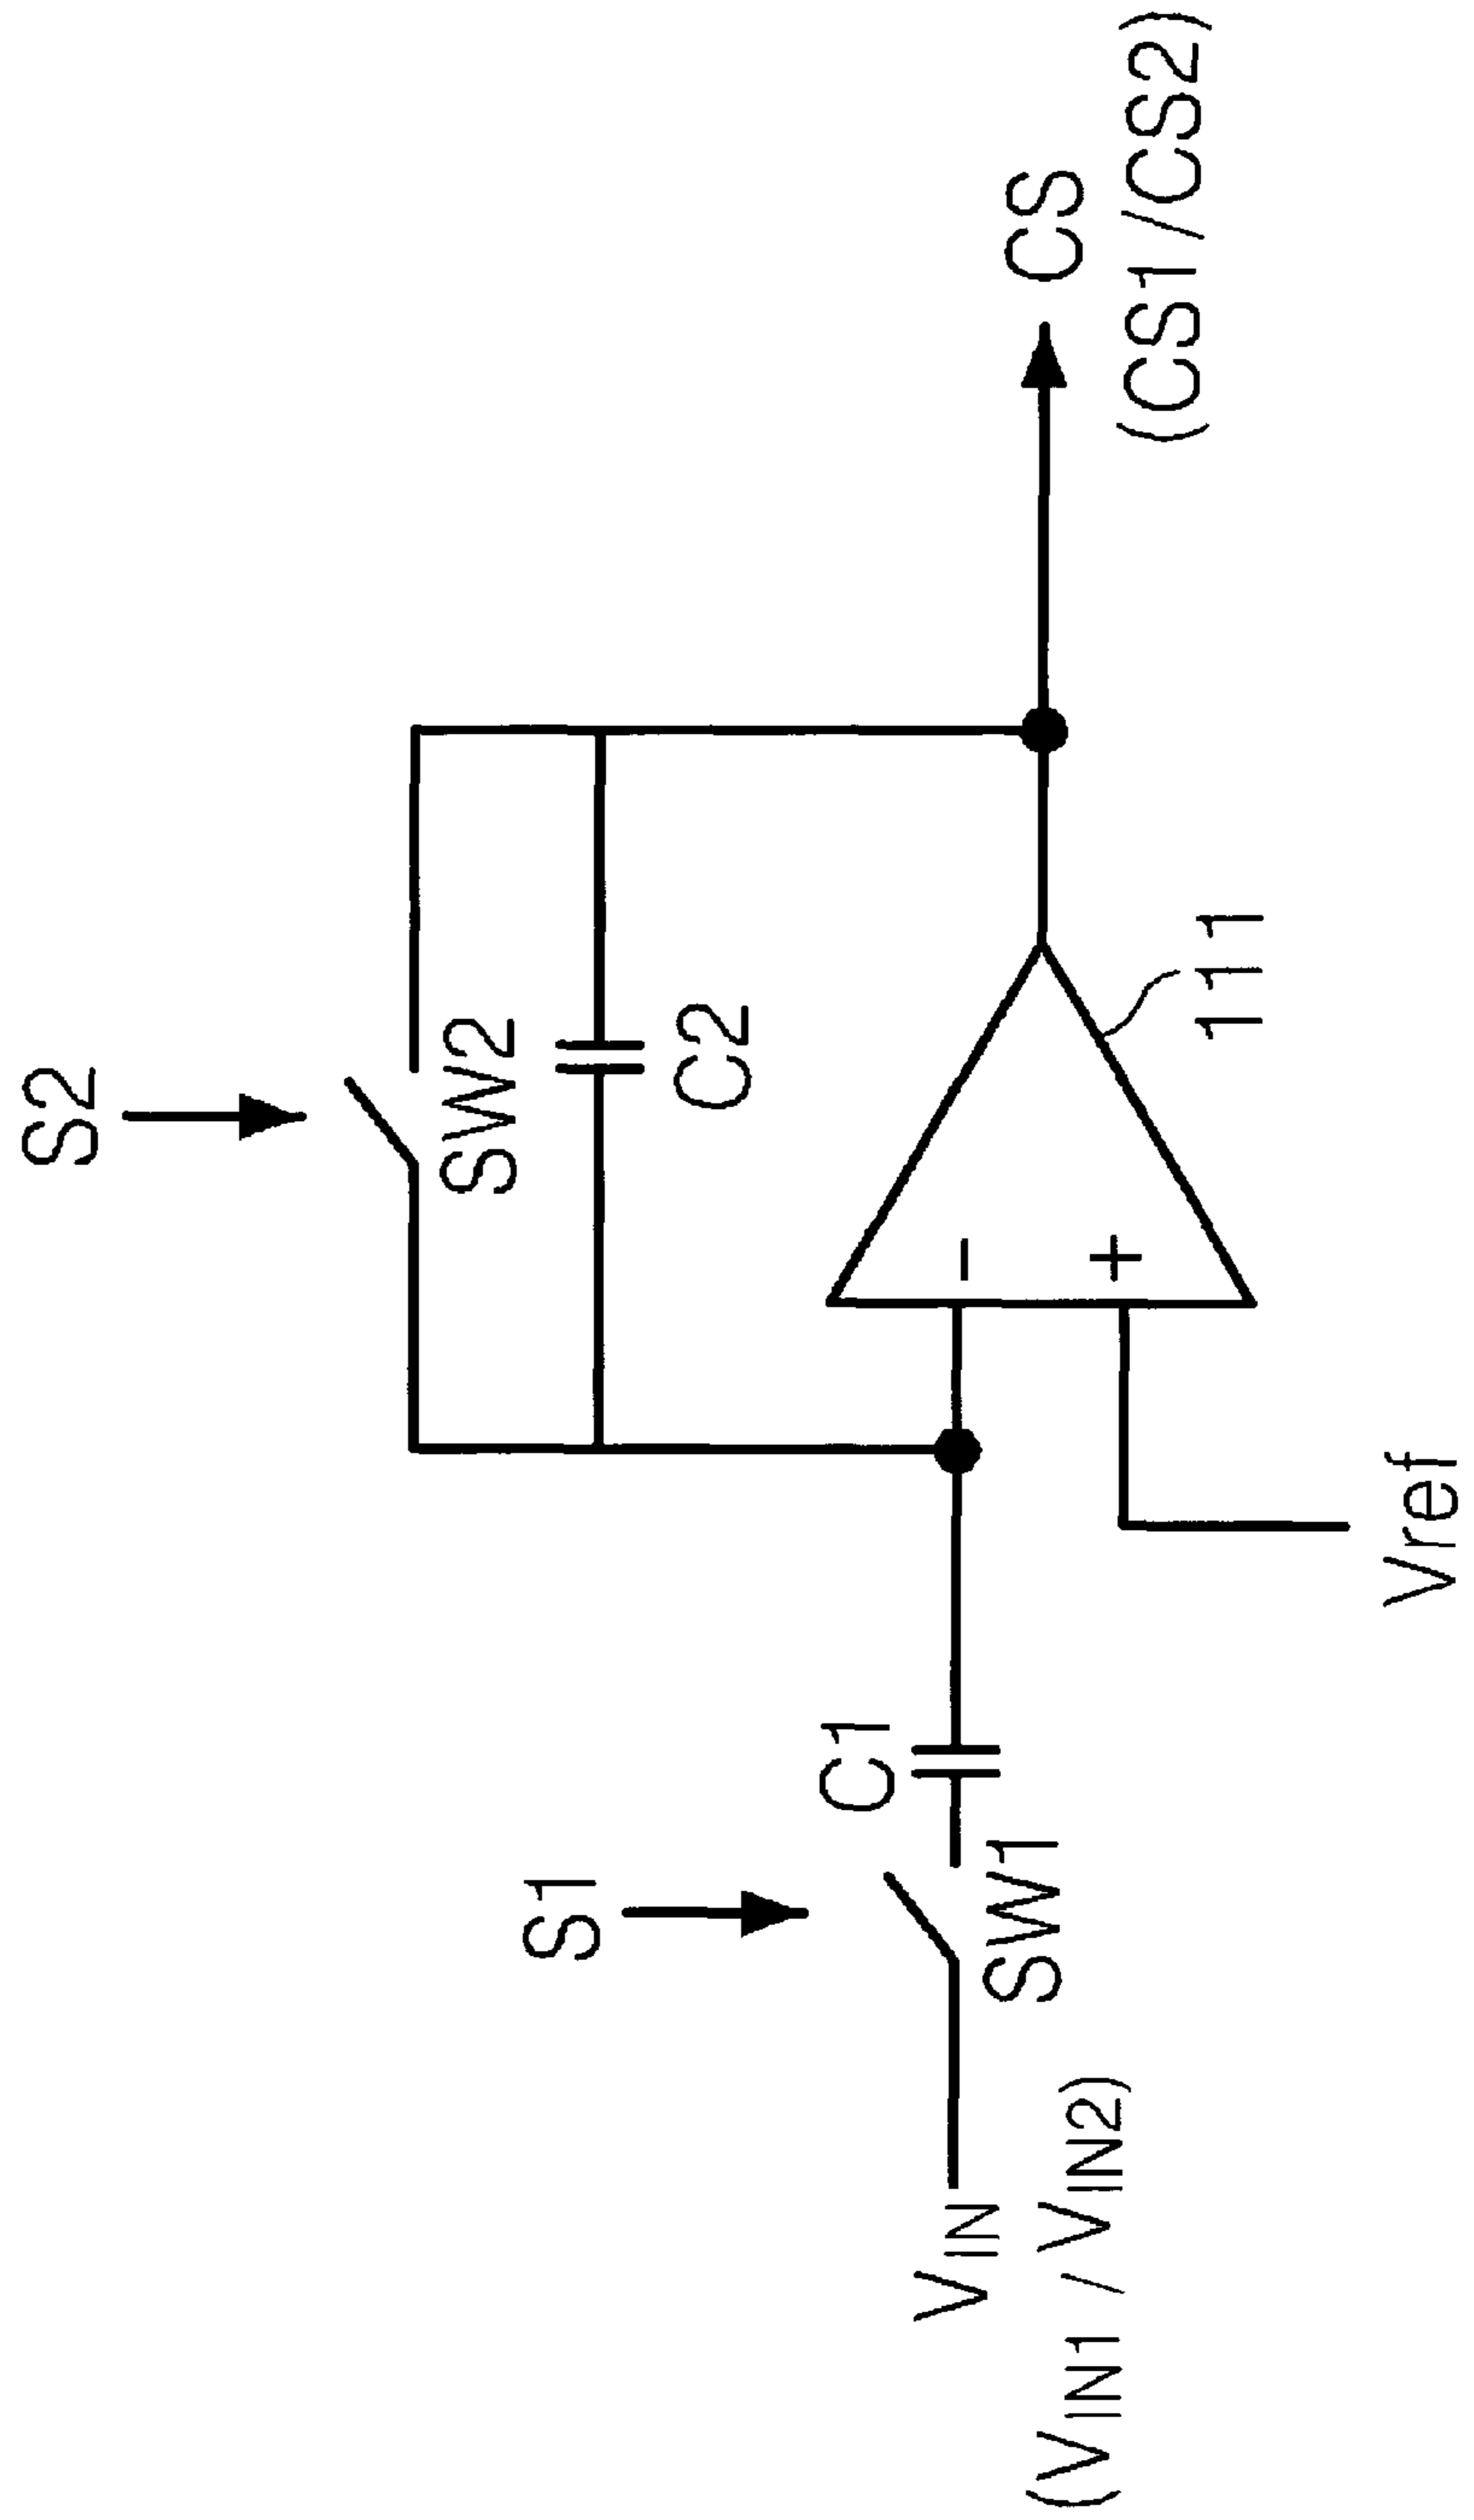 S2
SW2
C2
S1
C1
SW1
VIN
(VIN1 / VIN2)
−
+
111
Vref
CS
(CS1/CS2)